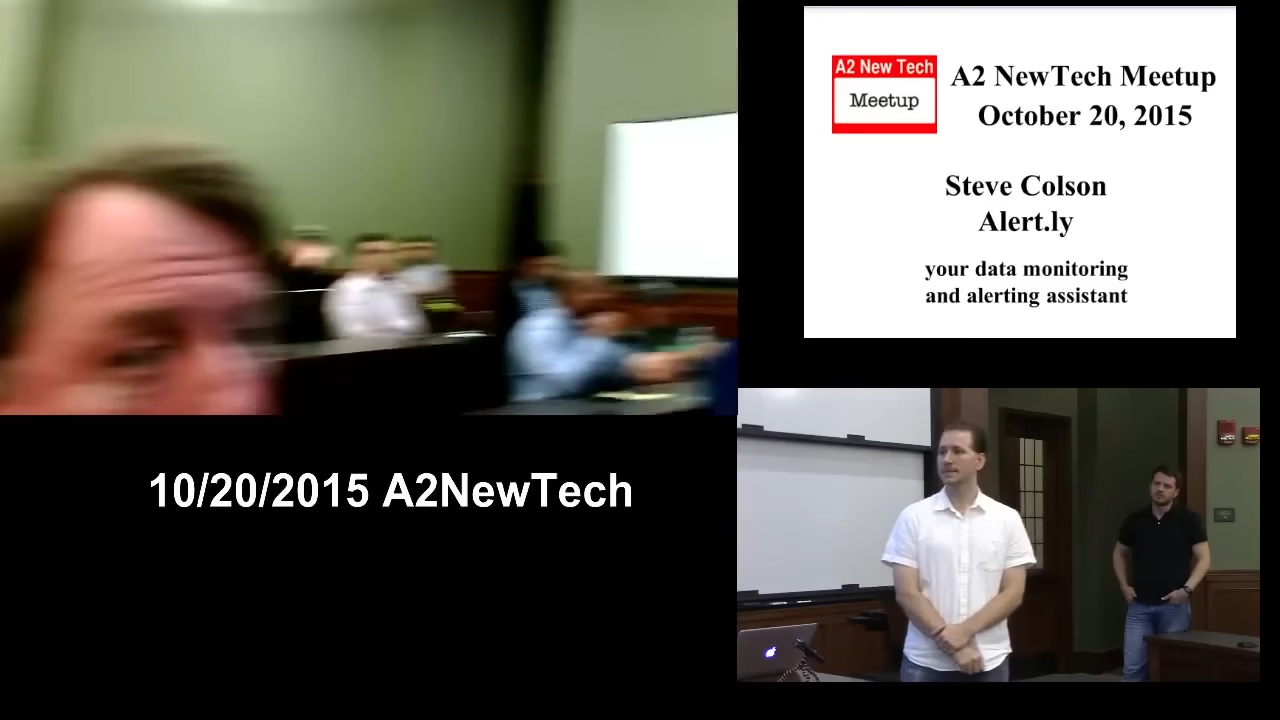 A2 New Tech
Meetup
A2 NewTech Meetup
October 20, 2015
Steve Colson
Alert.ly
your data monitoring
and alerting assistant
10/20/2015 A2NewTech